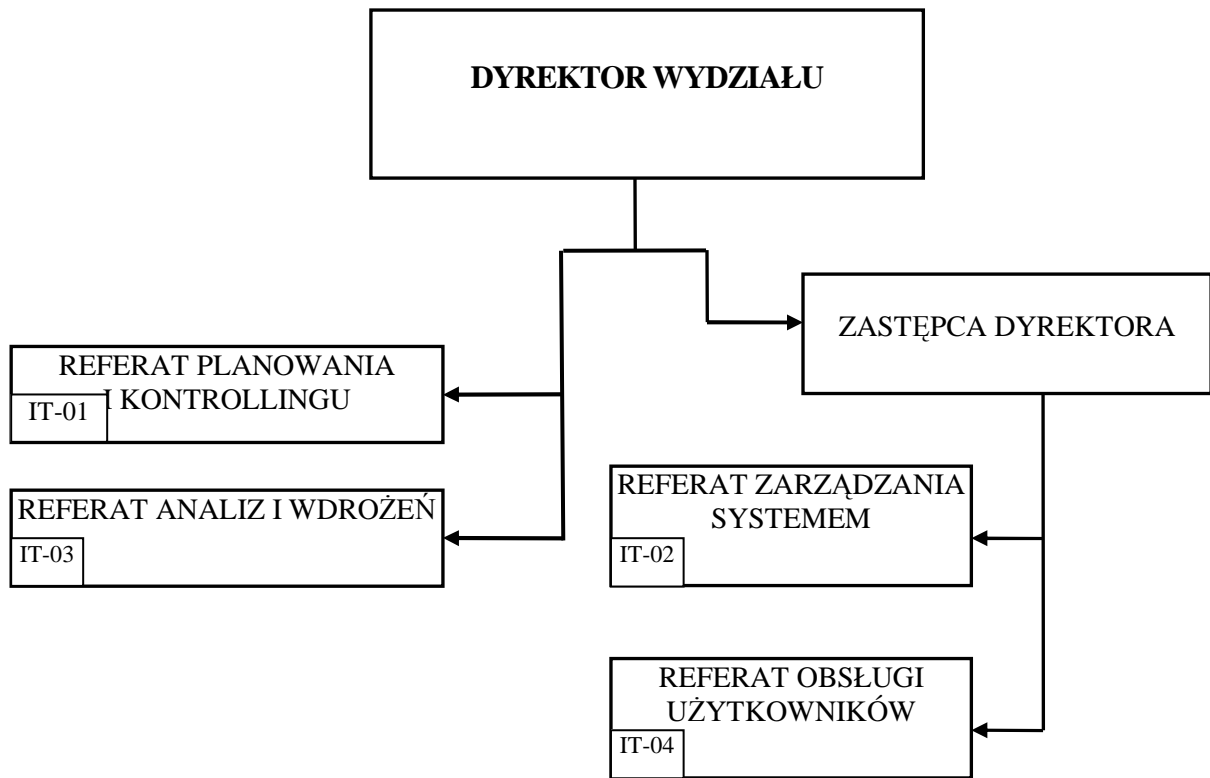 DYREKTOR WYDZIAŁU
ZASTĘPCA DYREKTORA
REFERAT PLANOWANIA
I KONTROLLINGU
IT-01
REFERAT ANALIZ I WDROŻEŃ
IT-03
REFERAT ZARZĄDZANIA
SYSTEMEM
IT-02
REFERAT OBSŁUGI
UŻYTKOWNIKÓW
IT-04